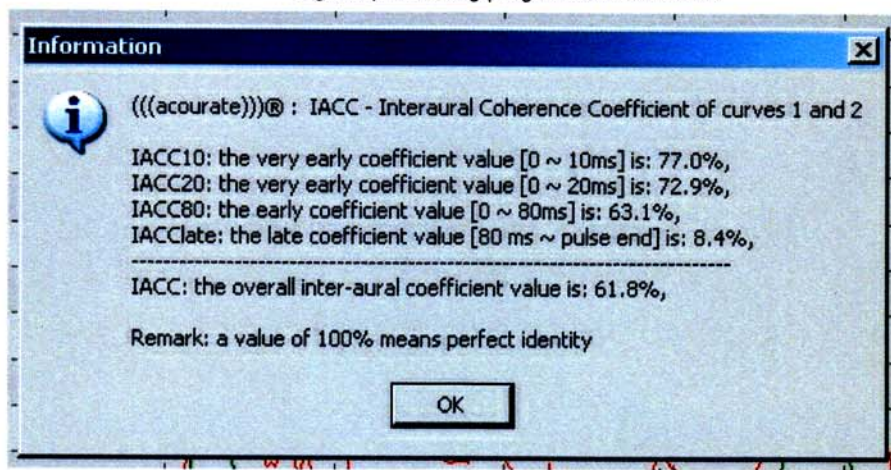 Information
(((acourate)))® : IACC - Interaural Coherence Coefficient of curves 1 and 2
IACC10: the very early coefficient value [0 ~ 10ms] is: 77.0%,
IACC20: the very early coefficient value [0 ~ 20ms] is: 72.9%,
IACC80: the early coefficient value [0 ~ 80ms] is: 63.1%,
IACClate: the late coefficient value [80 ms ~ pulse end] is: 8.4%,
IACC: the overall inter-aural coefficient value is: 61.8%,
Remark: a value of 100% means perfect identity
OK